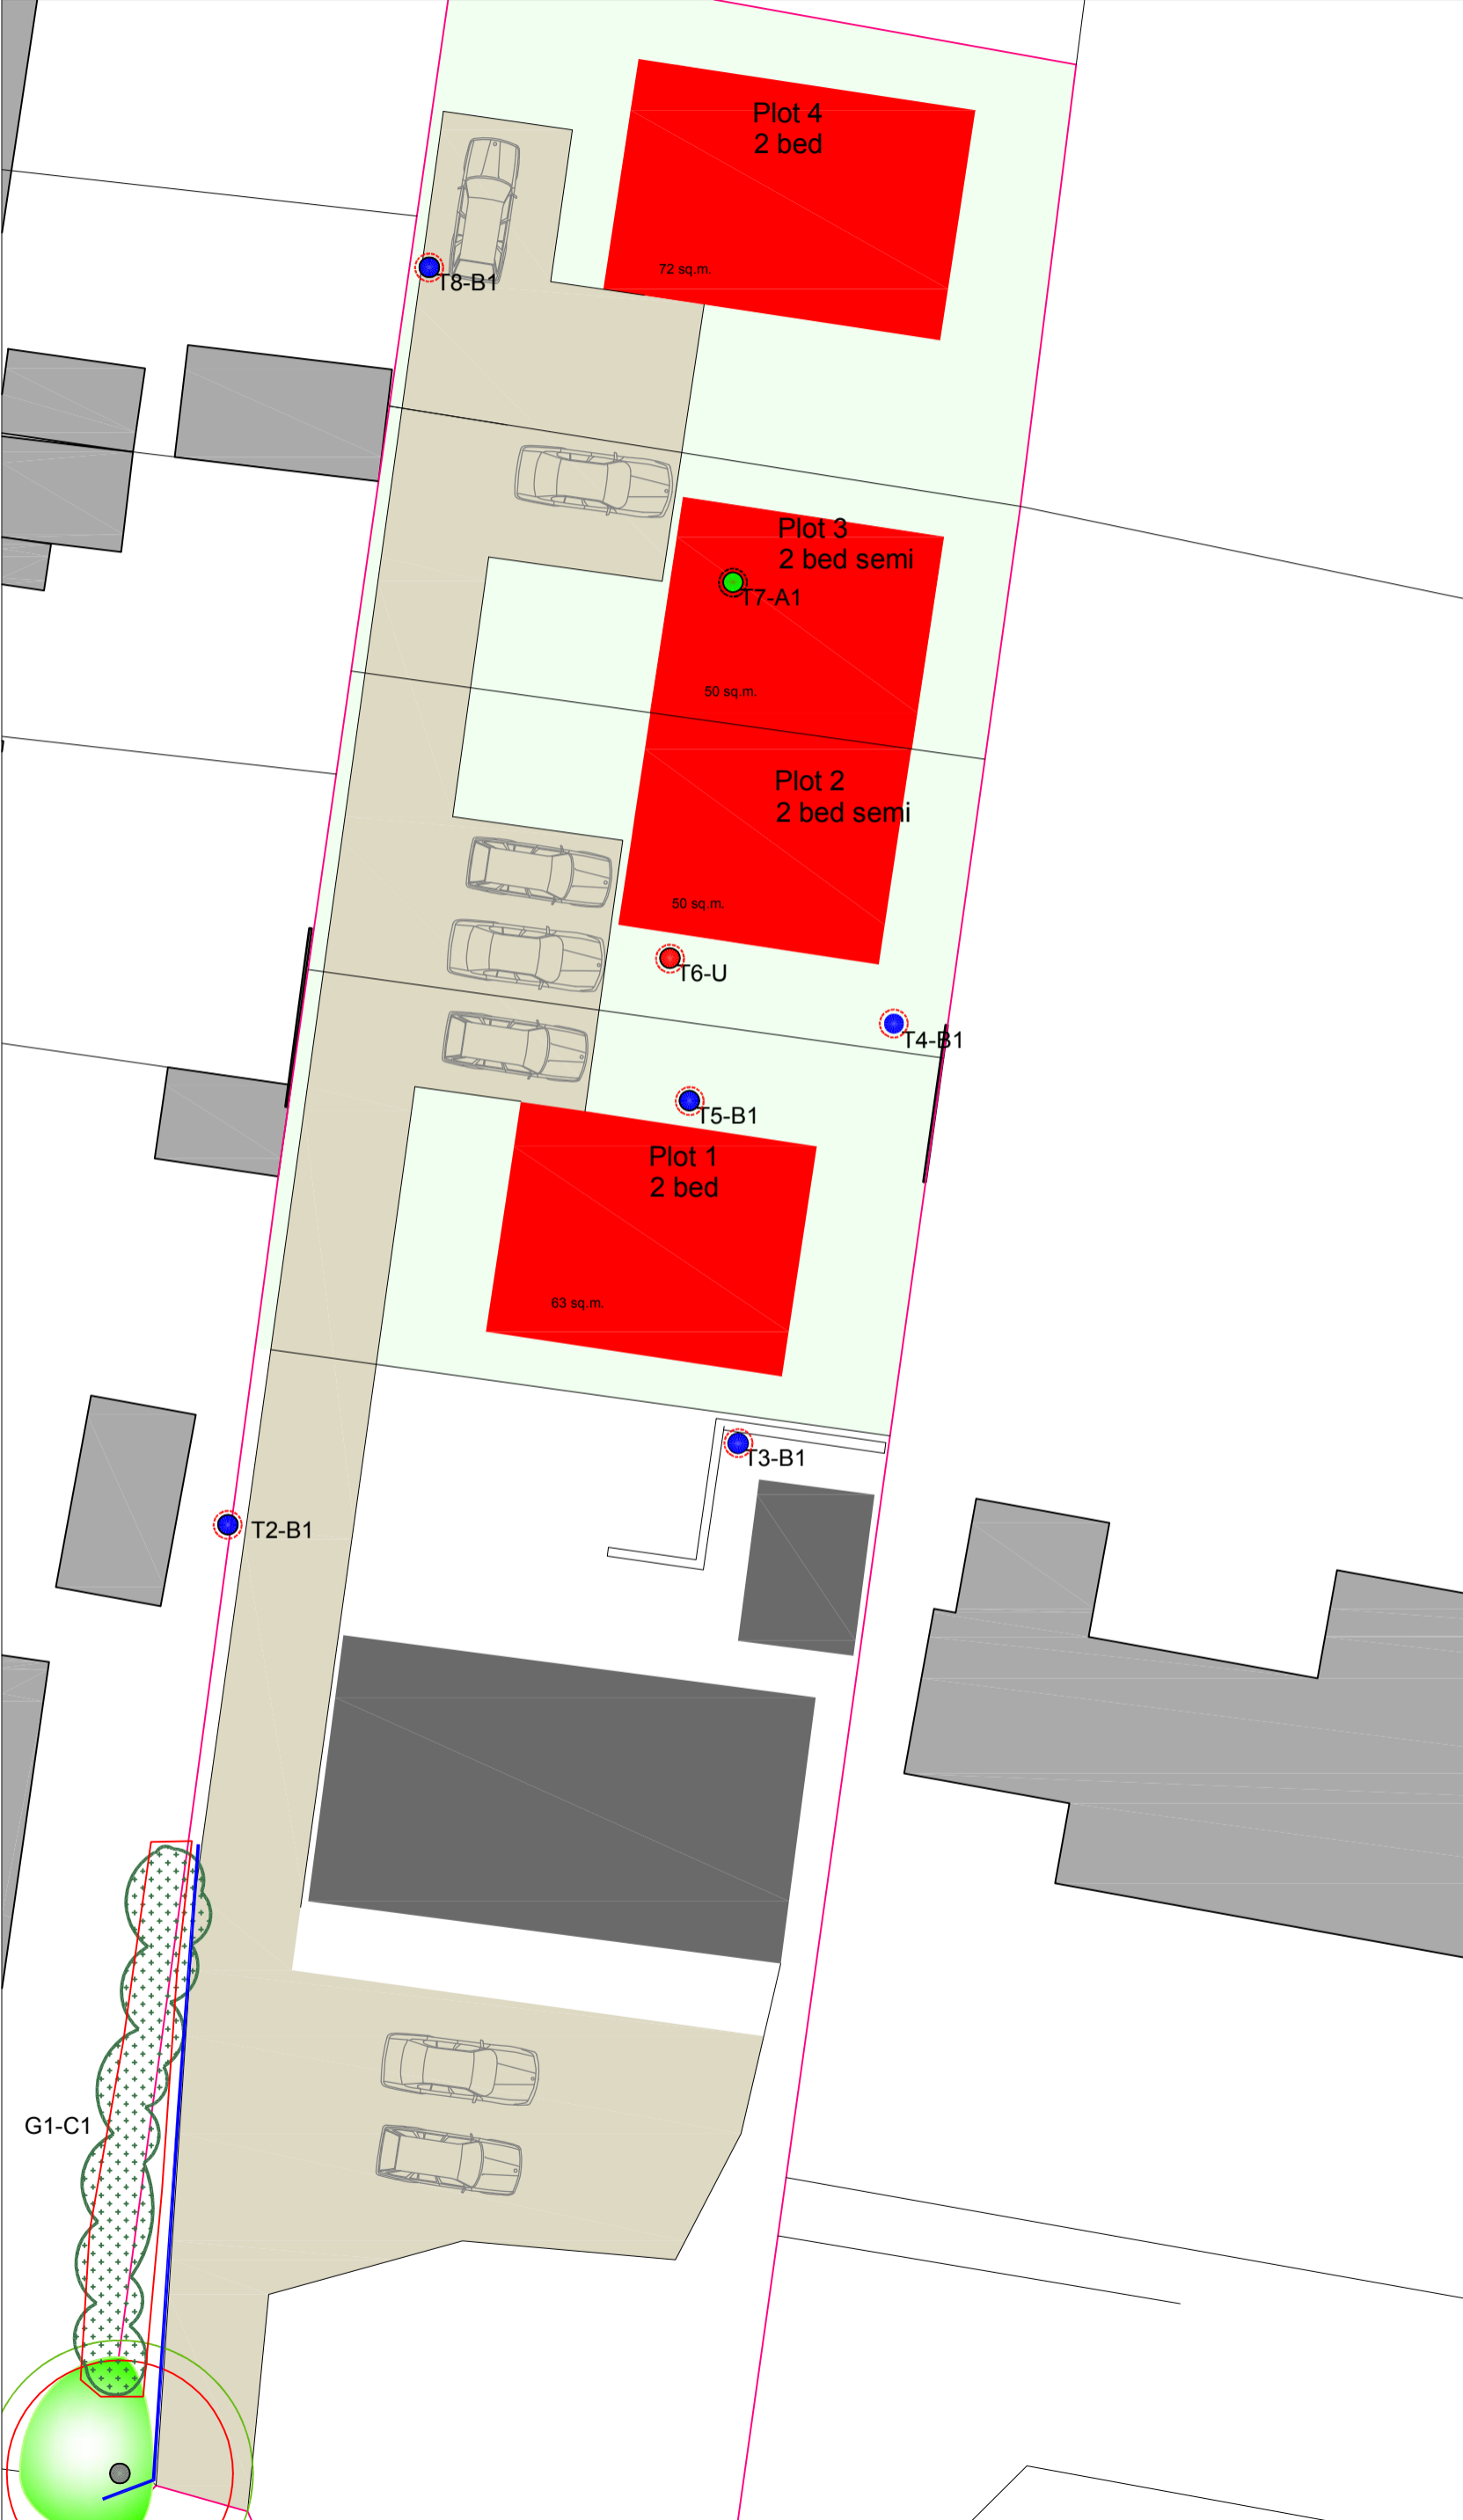 Plot 4
2 bed
72 sq.m.
T8-B1
Plot 3
2 bed semi
T7-A1
50 sq.m.
Plot 2
2 bed semi
50 sq.m.
T6-U
T4-B1
T5-B1
Plot 1
2 bed
63 sq.m.
T3-B1
T2-B1
G1-C1